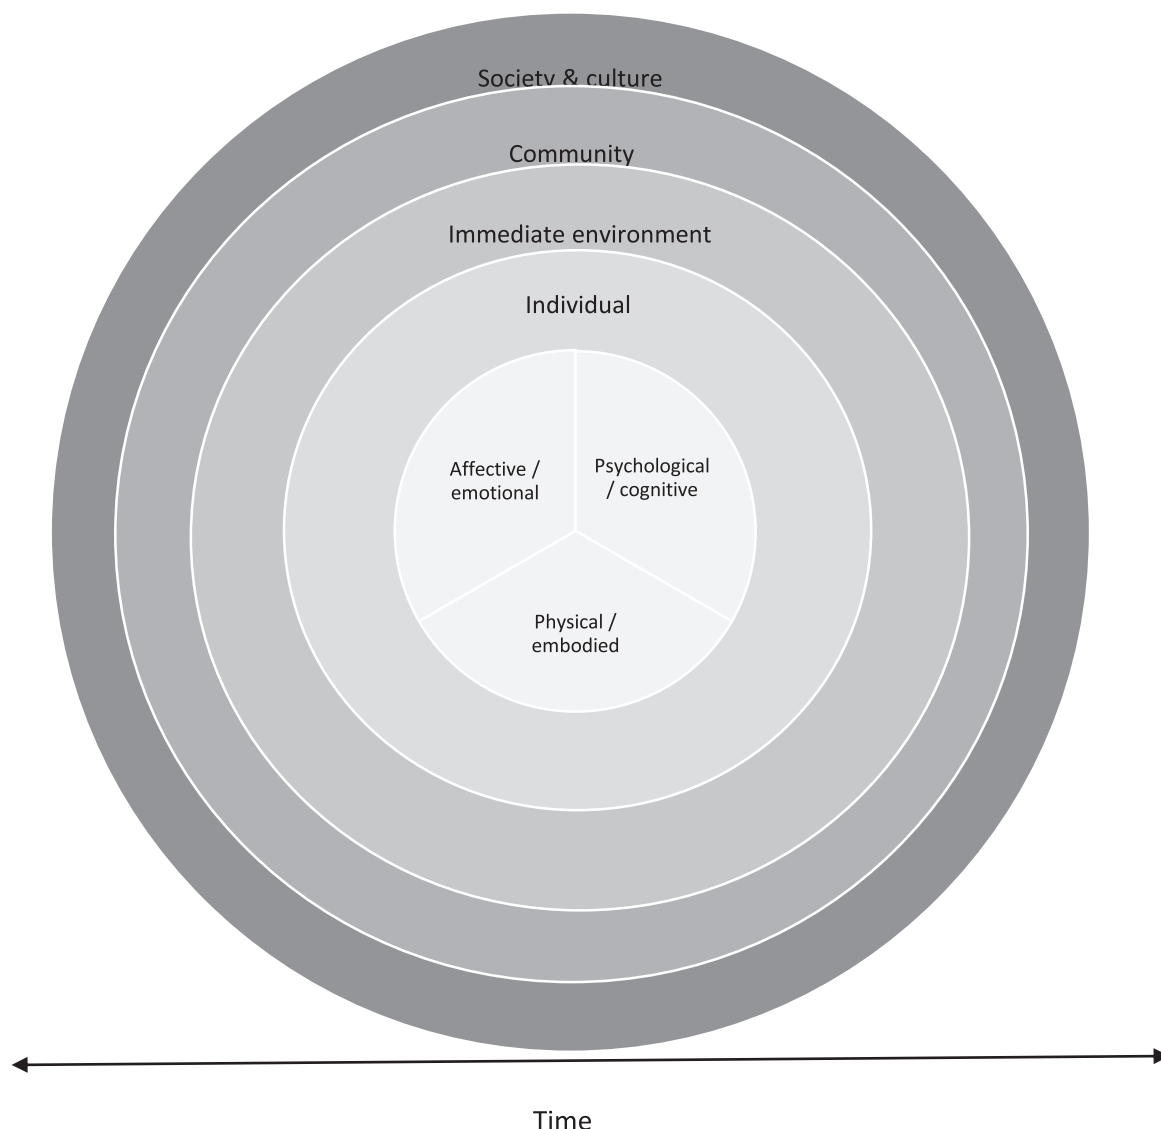 Society & culture
Community
Immediate environment
Individual
Affective /
emotional
Psychological
/ cognitive
Physical /
embodied
Time